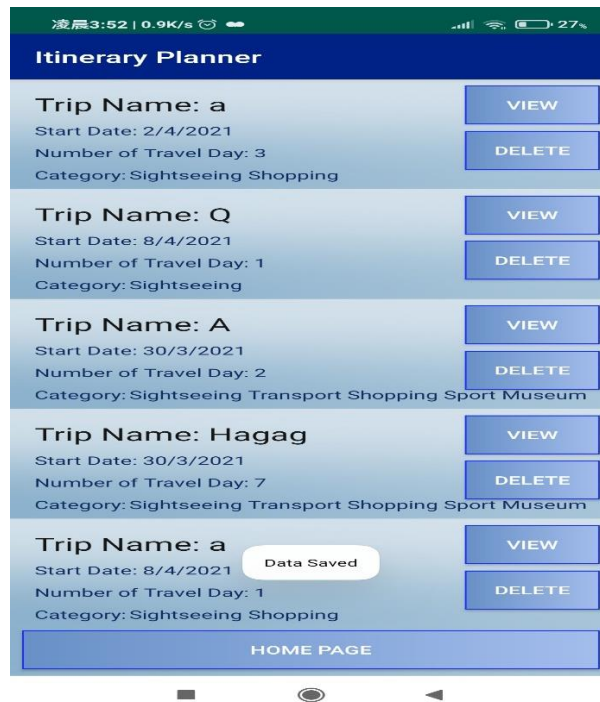 凌晨3:52 | 0.9K/s
27%
Itinerary Planner
Trip Name: a
VIEW
Start Date: 2/4/2021
Number of Travel Day: 3
DELETE
Category: Sightseeing Shopping
Trip Name: Q
VIEW
Start Date: 8/4/2021
Number of Travel Day: 1
DELETE
Category: Sightseeing
Trip Name: A
VIEW
Start Date: 30/3/2021
Number of Travel Day: 2
DELETE
Category: Sightseeing Transport Shopping Sport Museum
Trip Name: Hagag
VIEW
Start Date: 30/3/2021
Number of Travel Day: 7
DELETE
Category: Sightseeing Transport Shopping Sport Museum
Trip Name: a
VIEW
Start Date: 8/4/2021
Data Saved
Number of Travel Day: 1
DELETE
Category: Sightseeing Shopping
HOME PAGE